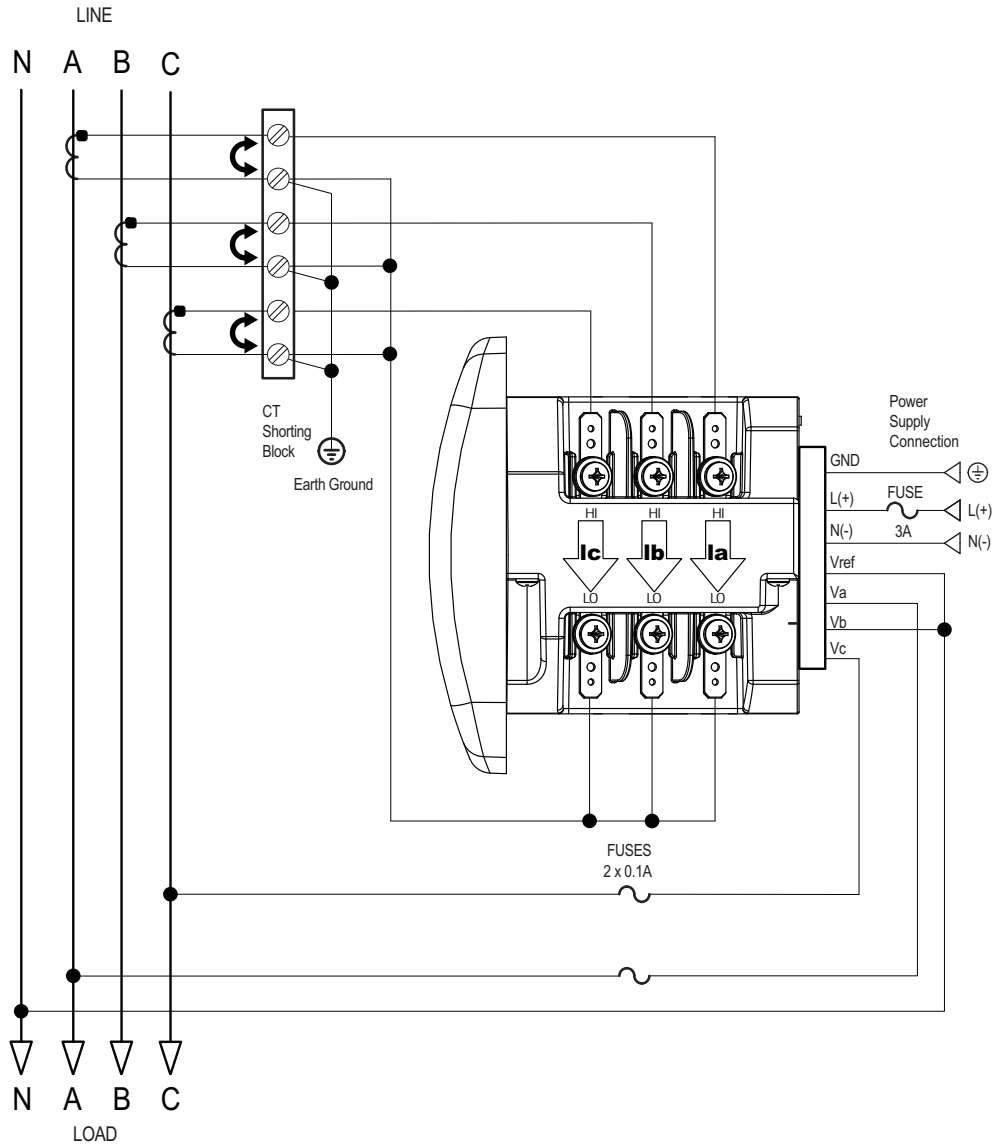 LINE
N A B C
CT
Shorting
Block
Earth Ground
Power
Supply
Connection
GND
L(+)
FUSE
3A
L(+)
N(-)
N(-)
Vref
Va
Vb
Vc
HI HI HI
Ic Ib Ia
LO LO LO
FUSES
2 x 0.1A
N A B C
LOAD